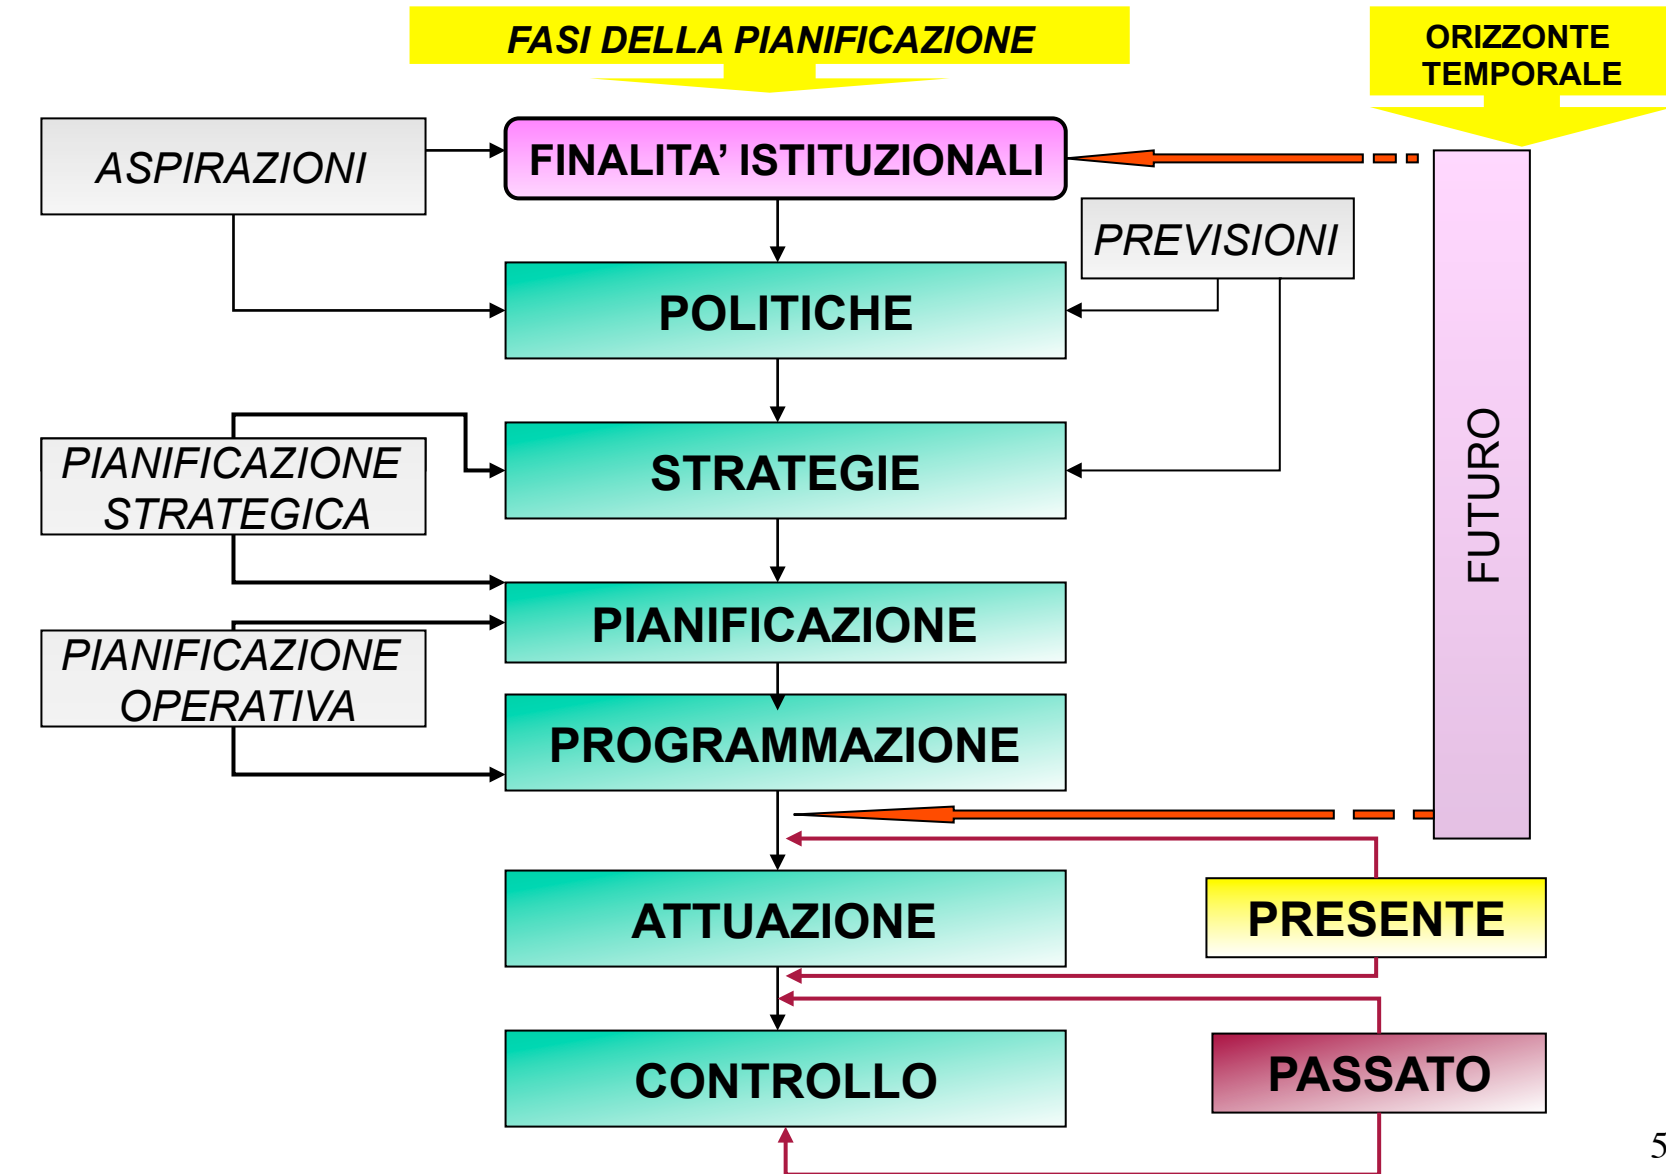 FASI DELLA PIANIFICAZIONE
ORIZZONTE
TEMPORALE
ASPIRAZIONI
FINALITA’ ISTITUZIONALI
PREVISIONI
POLITICHE
PIANIFICAZIONE
STRATEGICA
STRATEGIE
FUTURO
PIANIFICAZIONE
PIANIFICAZIONE
OPERATIVA
PROGRAMMAZIONE
ATTUAZIONE
PRESENTE
CONTROLLO
PASSATO
5